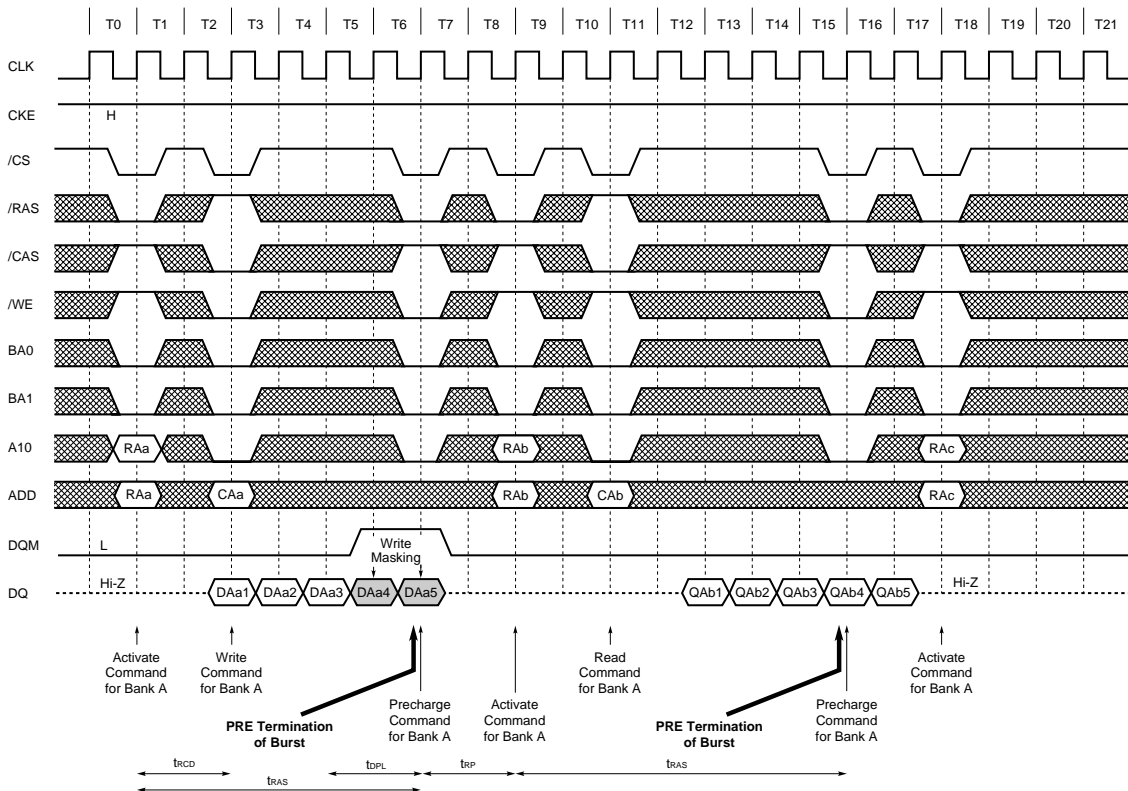 T0 T1 T2 T3 T4 T5 T6 T7 T8 T9 T10 T11 T12 T13 T14 T15 T16 T17 T18 T19 T20 T21
CLK
CKE H
/CS
/RAS
/CAS
/WE
BA0
BA1
A10 RAa RAb RAc
ADD RAa CAa RAb CAb RAc
DQM L Write
Masking
DQ Hi-Z DAa1 DAa2 DAa3 DAa4 DAa5 QAb1 QAb2 QAb3 QAb4 QAb5 Hi-Z
Activate
Command
for Bank A
Write
Command
for Bank A
PRE Termination
of Burst
Precharge
Command
for Bank A
Activate
Command
for Bank A
Read
Command
for Bank A
PRE Termination
of Burst
Precharge
Command
for Bank A
Activate
Command
for Bank A
tRCD tDPL tRP tRAS
tRAS